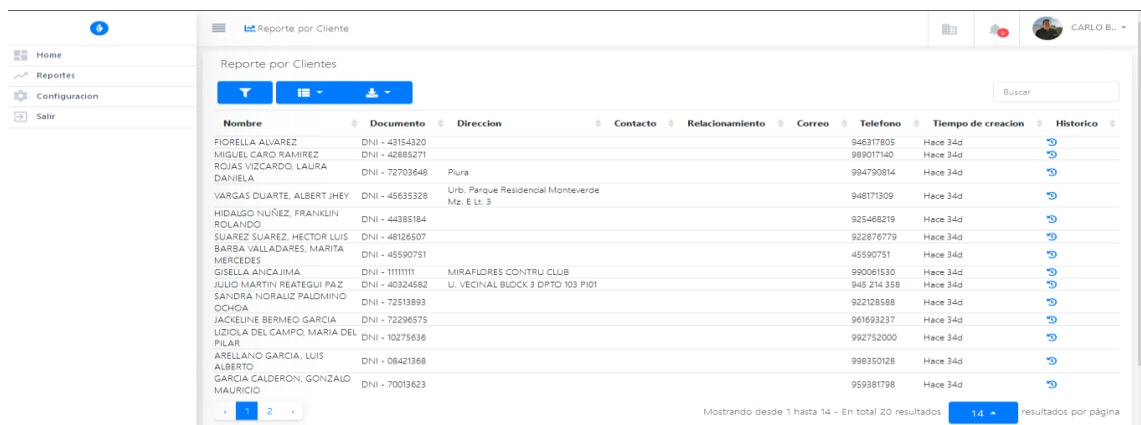 Reporte por Cliente
0
CARLO B...
Home
Reportes
Configuracion
Salir
Reporte por Clientes
Buscar
Nombre Documento Direccion Contacto Relacionamiento Correo Telefono Tiempo de creacion Historico
FIORELLA ALVAREZ DNI - 43154320 946317805 Hace 34d
MIGUEL CARO RAMIREZ DNI - 42885271 989017140 Hace 34d
ROJAS VIZCARDO, LAURA
DANIELA DNI - 72703648 Piura 994790814 Hace 34d
VARGAS DUARTE, ALBERT JHEY DNI - 45635328 Urb. Parque Residencial Monteverde
Mz. E Lt. 3 948171309 Hace 34d
HIDALGO NUÑEZ, FRANKLIN
ROLANDO DNI - 44385184 925468219 Hace 34d
SUAREZ SUAREZ, HECTOR LUIS DNI - 48126507 922876779 Hace 34d
BARBA VALLADARES, MARITA
MERCEDES DNI - 45590751 45590751 Hace 34d
GISELLA ANCAJIMA DNI - 11111111 MIRAFLORES CONTRU CLUB 990061530 Hace 34d
JULIO MARTIN REATEGUI PAZ DNI - 40324582 U. VECINAL BLOCK 3 DPTO 103 PI01 945 214 358 Hace 34d
SANDRA NORALIZ PALOMINO
OCHOA DNI - 72513893 922128588 Hace 34d
JACKELINE BERMEO GARCIA DNI - 72296575 961693237 Hace 34d
LIZIOLA DEL CAMPO, MARIA DEL
PILAR DNI - 10275636 992752000 Hace 34d
ARELLANO GARCIA, LUIS
ALBERTO DNI - 08421368 998350128 Hace 34d
GARCIA CALDERON, GONZALO
MAURICIO DNI - 70013623 959381798 Hace 34d
‹ 1 2 ›
Mostrando desde 1 hasta 14 - En total 20 resultados 14 resultados por página